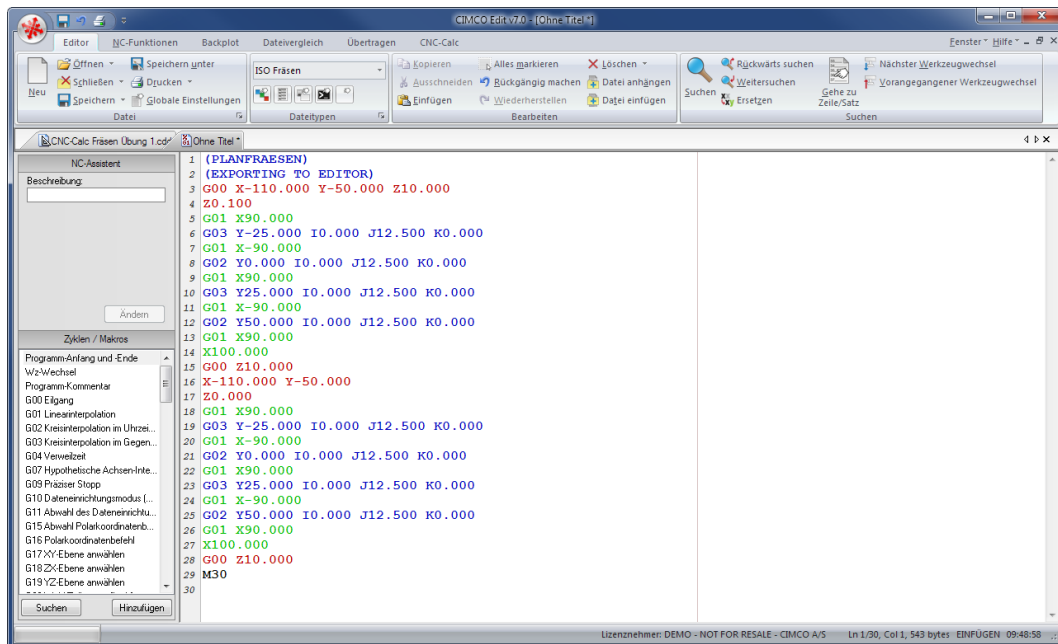 CIMCO Edit v7.0 - [Ohne Titel *]
Editor NC-Funktionen Backplot Dateivergleich Übertragen CNC-Calc Fenster Hilfe
Neu
Öffnen
Schließen
Speichern
Speichern unter
Drucken
Globale Einstellungen
Datei
ISO Fräsen
Dateitypen
Kopieren
Ausschneiden
Einfügen
Alles markieren
Rückgängig machen
Wiederherstellen
Löschen
Datei anhängen
Datei einfügen
Bearbeiten
Suchen
Rückwärts suchen
Weitersuchen
Ersetzen
Gehe zu
Zeile/Satz
Nächster Werkzeugwechsel
Vorangegangener Werkzeugwechsel
Suchen
CNC-Calc Fräsen Übung 1.cdd* Ohne Titel *
NC-Assistent
Beschreibung:
Ändern
Zyklen / Makros
Programm-Anfang und -Ende
Wz-Wechsel
Programm-Kommentar
G00 Eilgang
G01 Linearinterpolation
G02 Kreisinterpolation im Uhrzei...
G03 Kreisinterpolation im Gegen...
G04 Verweilzeit
G07 Hypothetische Achsen-Inte...
G09 Präziser Stopp
G10 Dateneinrichtungsmodus (...
G11 Abwahl des Dateneinrichtu...
G15 Abwahl Polarkoordinatenb...
G16 Polarkoordinatenbefehl
G17 XY-Ebene anwählen
G18 ZX-Ebene anwählen
G19 YZ-Ebene anwählen
Suchen Hinzufügen
1 (PLANFRAESEN)
2 (EXPORTING TO EDITOR)
3 G00 X-110.000 Y-50.000 Z10.000
4 Z0.100
5 G01 X90.000
6 G03 Y-25.000 I0.000 J12.500 K0.000
7 G01 X-90.000
8 G02 Y0.000 I0.000 J12.500 K0.000
9 G01 X90.000
10 G03 Y25.000 I0.000 J12.500 K0.000
11 G01 X-90.000
12 G02 Y50.000 I0.000 J12.500 K0.000
13 G01 X90.000
14 X100.000
15 G00 Z10.000
16 X-110.000 Y-50.000
17 Z0.000
18 G01 X90.000
19 G03 Y-25.000 I0.000 J12.500 K0.000
20 G01 X-90.000
21 G02 Y0.000 I0.000 J12.500 K0.000
22 G01 X90.000
23 G03 Y25.000 I0.000 J12.500 K0.000
24 G01 X-90.000
25 G02 Y50.000 I0.000 J12.500 K0.000
26 G01 X90.000
27 X100.000
28 G00 Z10.000
29 M30
30
Lizenznehmer: DEMO - NOT FOR RESALE - CIMCO A/S Ln 1/30, Col 1, 543 bytes EINFÜGEN 09:48:58